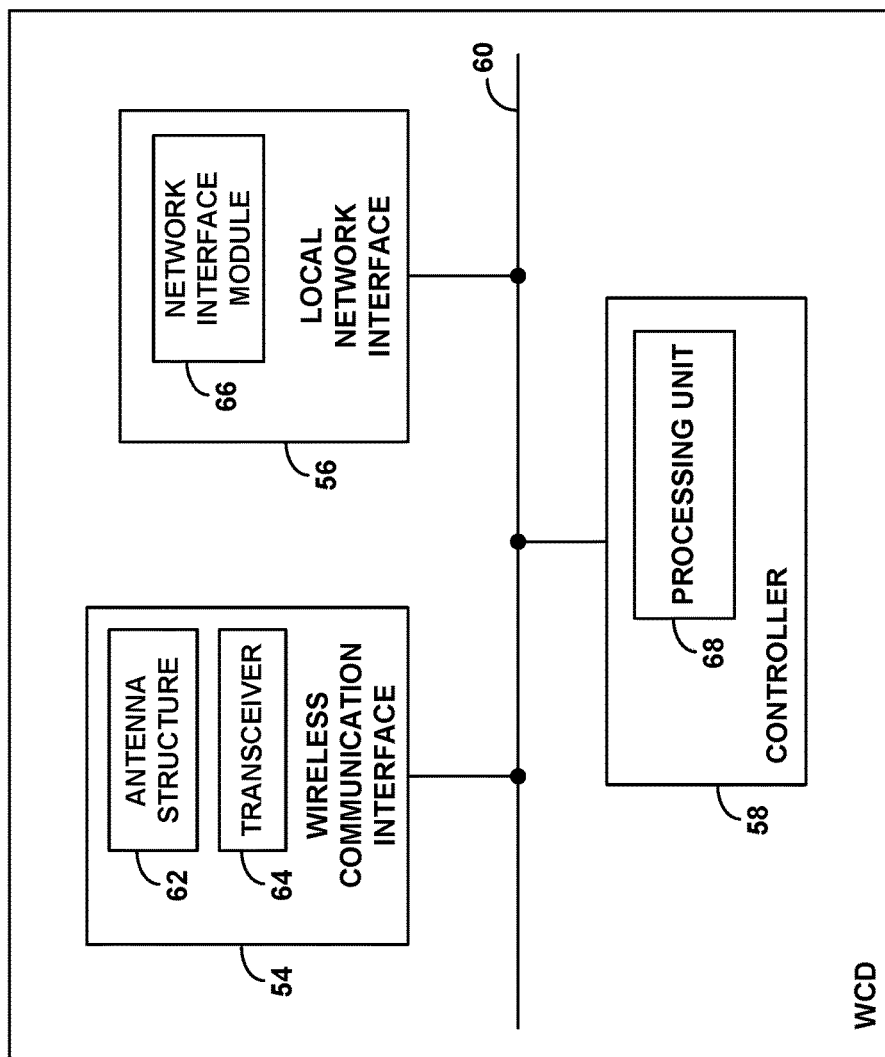 62
ANTENNA
STRUCTURE
64
TRANSCEIVER
WIRELESS
COMMUNICATION
INTERFACE
54
66
NETWORK
INTERFACE
MODULE
LOCAL
NETWORK
INTERFACE
56
60
68
PROCESSING UNIT
CONTROLLER
58
WCD